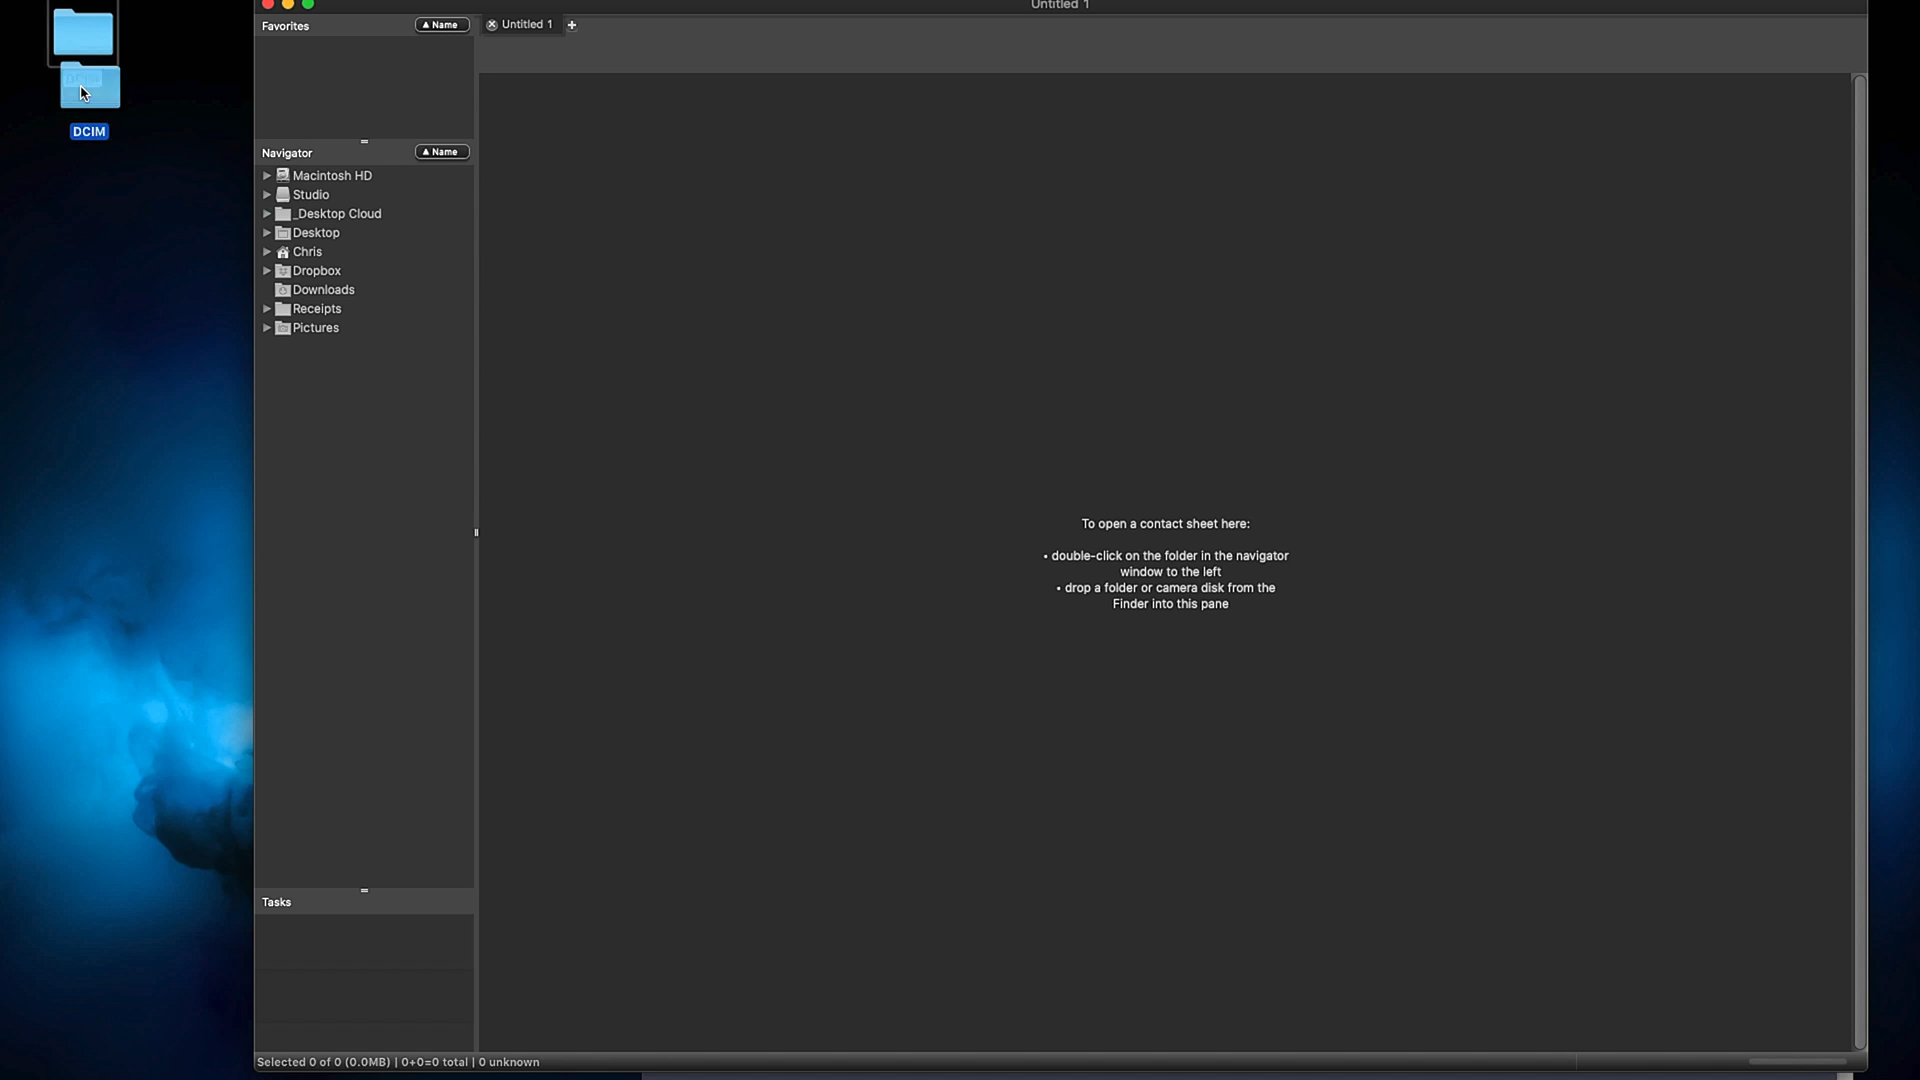 Untitled 1
Favorites
▲ Name
Untitled 1
DCIM
Navigator
▲ Name
Macintosh HD
Studio
_Desktop Cloud
Desktop
Chris
Dropbox
Downloads
Receipts
Pictures
To open a contact sheet here:
• double-click on the folder in the navigator
window to the left
• drop a folder or camera disk from the
Finder into this pane
Tasks
Selected 0 of 0 (0.0MB) | 0+0=0 total | 0 unknown